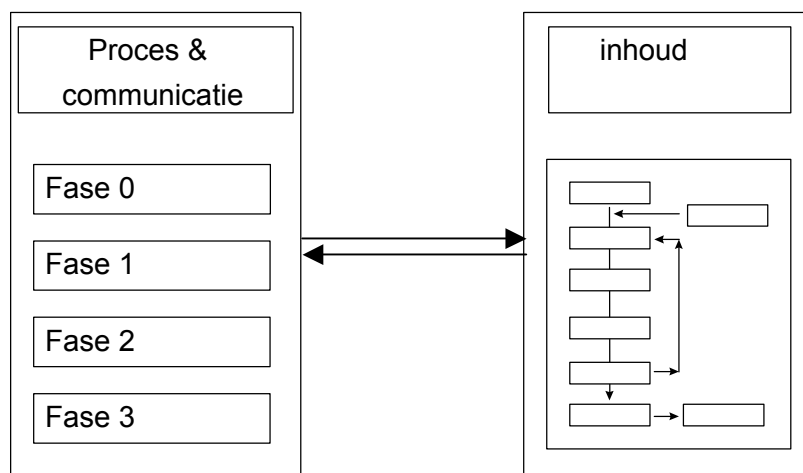 Proces &
communicatie
Fase 0
Fase 1
Fase 2
Fase 3
inhoud